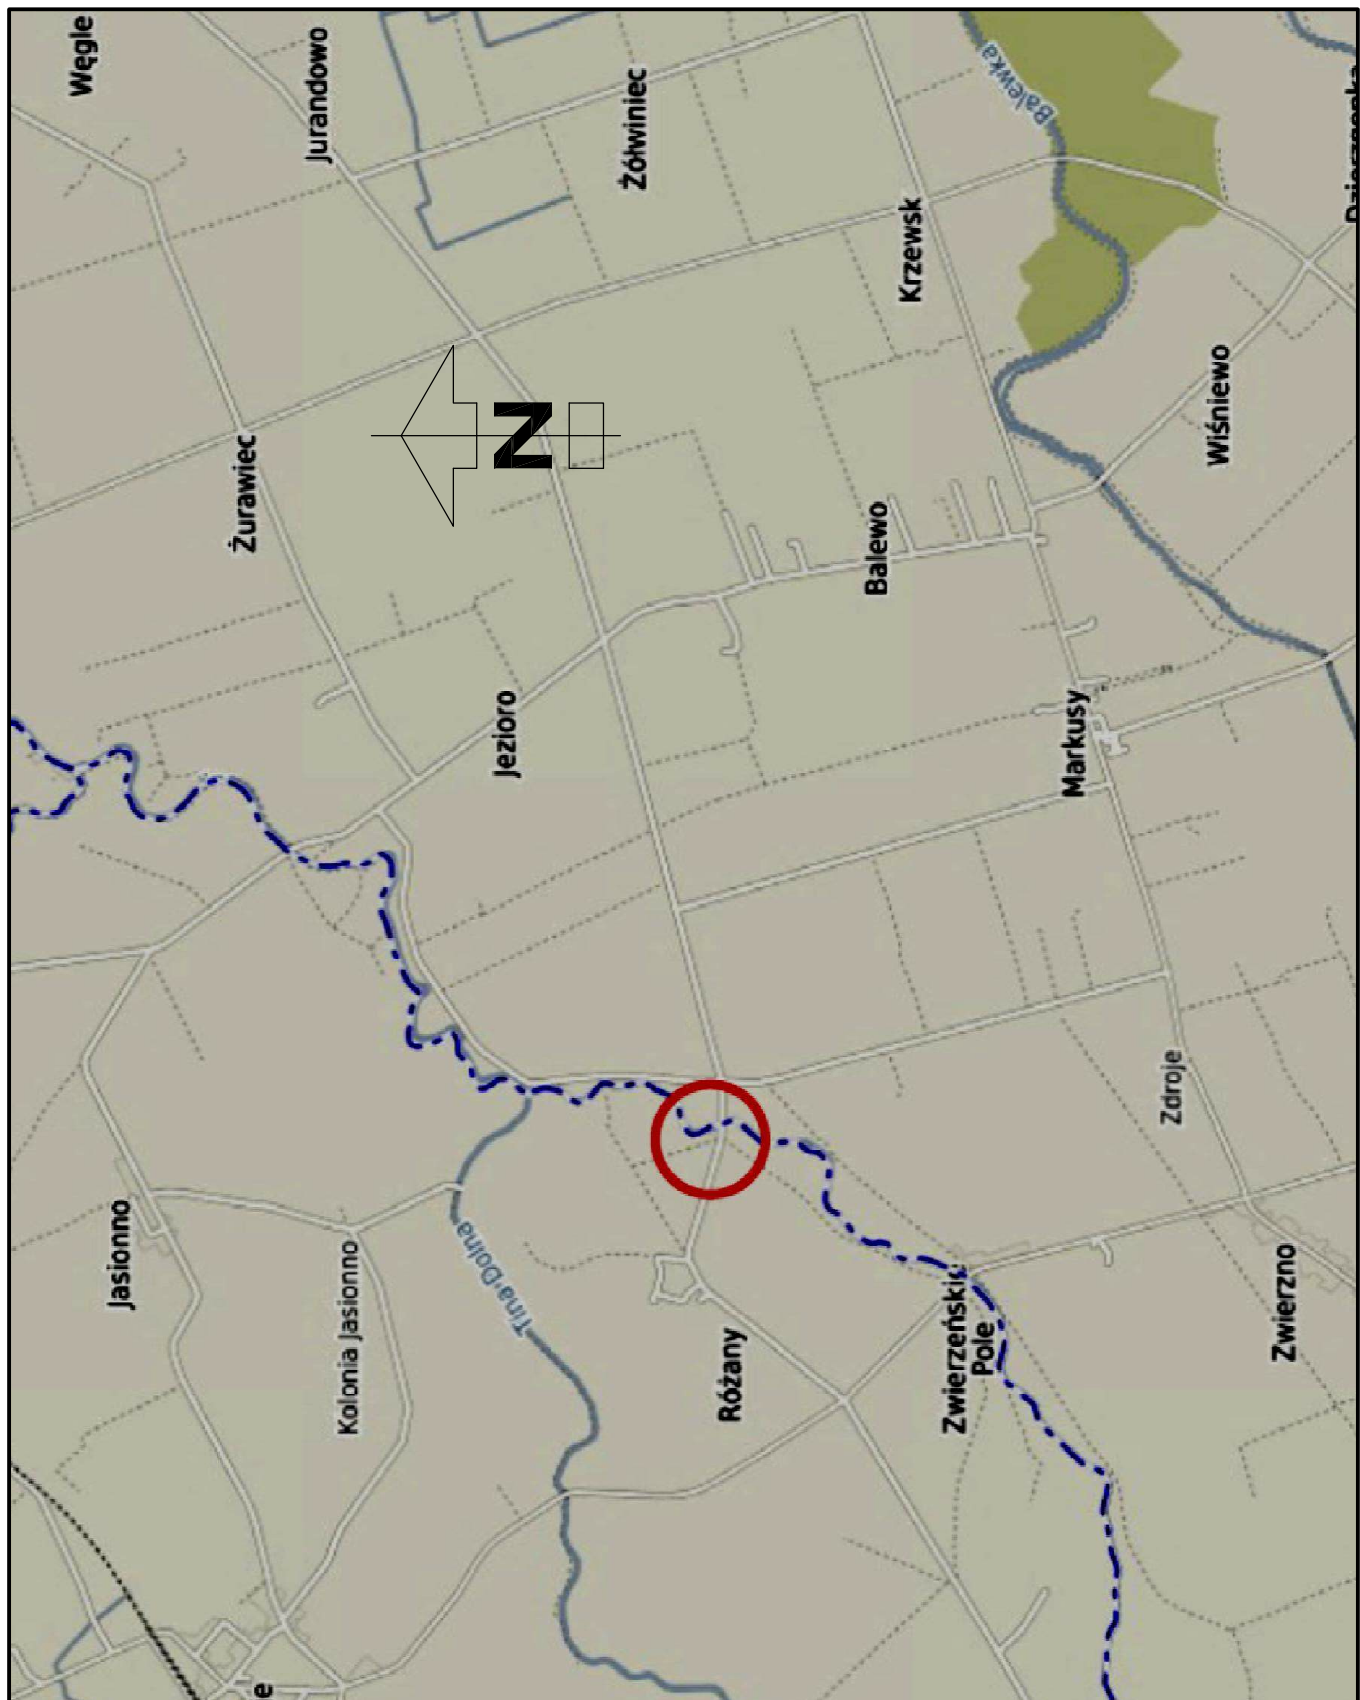 Węgle
Jasionno
Żurawiec
e
Jurandowo
Kolonia Jasionno
Tina Dolna
Jezioro
N
Żółwiniec
Różany
Balewo
Krzewsk
Zwierzeńskie
Pole
Balewka
Markusy
Zdroje
Wiśniewo
Zwierzno